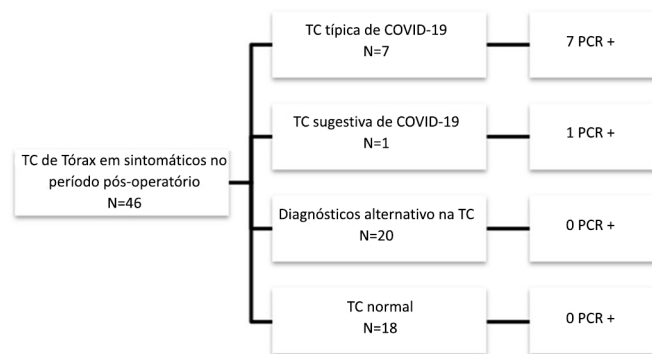 TC de Tórax em sintomáticos no
período pós-operatório
N=46
TC típica de COVID-19
N=7
7 PCR +
TC sugestiva de COVID-19
N=1
1 PCR +
Diagnósticos alternativo na TC
N=20
0 PCR +
TC normal
N=18
0 PCR +